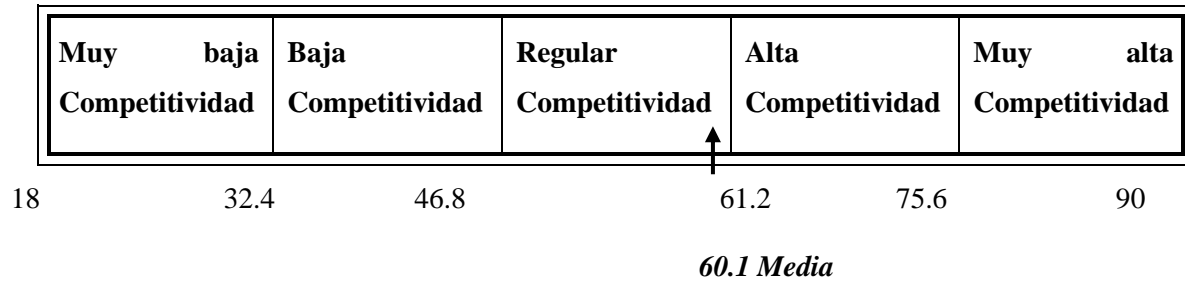 Muy baja Baja Regular Alta Muy alta
Competitividad Competitividad Competitividad Competitividad Competitividad
18 32.4 46.8 61.2 75.6 90
60.1 Media